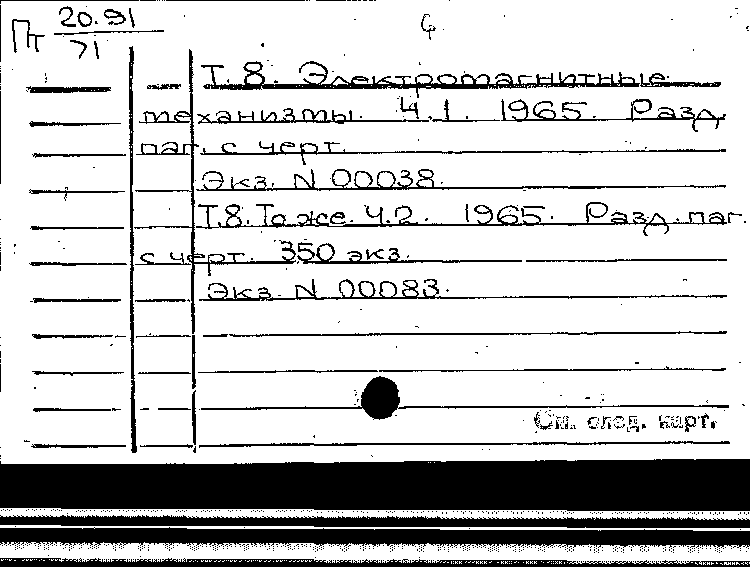 Пт 20.91
71
4
Т. 8. Электромагнитные
механизмы. Ч.1. 1965. Разд.
паг. с черт.
Экз. N 00038.
Т.8. То же. Ч.2. 1965. Разд. паг.
с черт. 350 экз.
Экз. N 00083.
См. след. карт.